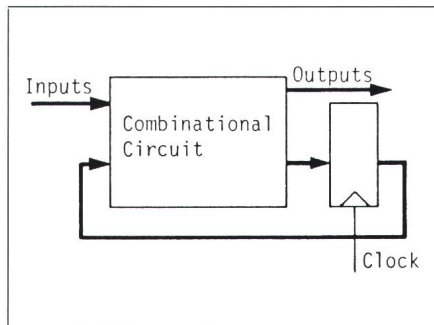 Inputs
Outputs
Combinational
Circuit
Clock